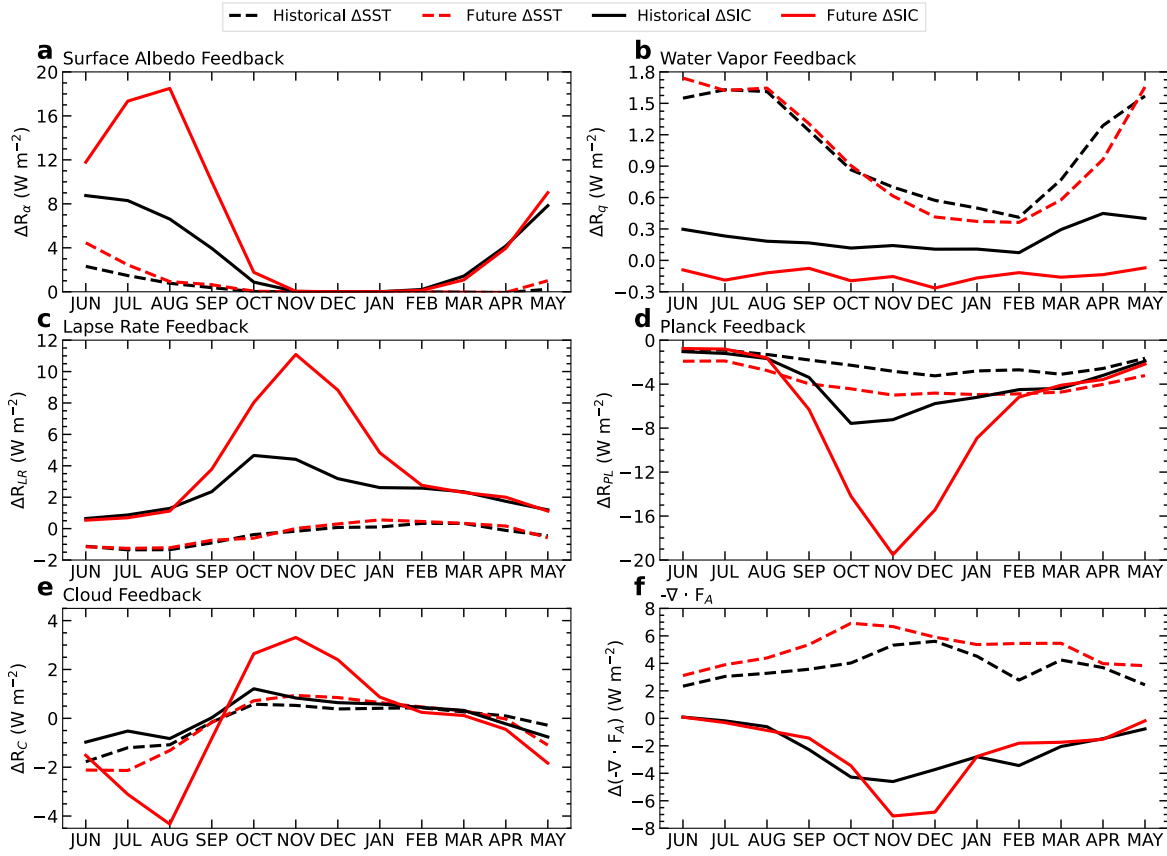 Historical ΔSST Future ΔSST Historical ΔSIC Future ΔSIC
a Surface Albedo Feedback
20
16
12
8
4
0
ΔR_α (W m⁻²)
JUN JUL AUG SEP OCT NOV DEC JAN FEB MAR APR MAY
b Water Vapor Feedback
1.8
1.5
1.2
0.9
0.6
0.3
0.0
−0.3
ΔR_q (W m⁻²)
JUN JUL AUG SEP OCT NOV DEC JAN FEB MAR APR MAY
c Lapse Rate Feedback
12
10
8
6
4
2
0
−2
ΔR_LR (W m⁻²)
JUN JUL AUG SEP OCT NOV DEC JAN FEB MAR APR MAY
d Planck Feedback
0
−4
−8
−12
−16
−20
ΔR_PL (W m⁻²)
JUN JUL AUG SEP OCT NOV DEC JAN FEB MAR APR MAY
e Cloud Feedback
4
2
0
−2
−4
ΔR_C (W m⁻²)
JUN JUL AUG SEP OCT NOV DEC JAN FEB MAR APR MAY
f -∇ · F_A
8
6
4
2
0
−2
−4
−6
−8
Δ(-∇ · F_A) (W m⁻²)
JUN JUL AUG SEP OCT NOV DEC JAN FEB MAR APR MAY